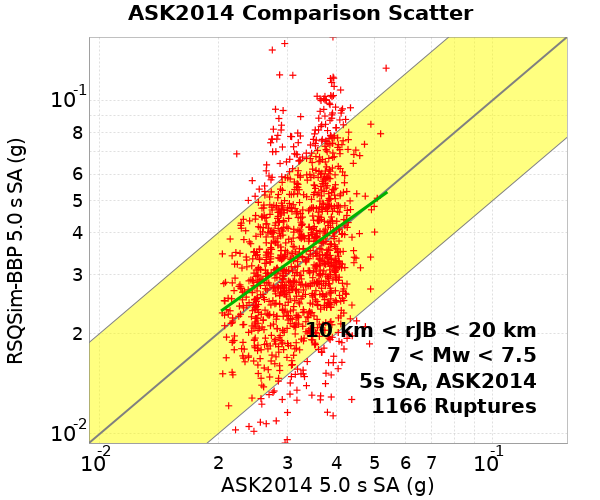 ASK2014 Comparison Scatter
RSQSim-BBP 5.0 s SA (g)
10-1
8
6
5
4
3
2
10-2
10 km < rJB < 20 km
7 < Mw < 7.5
5s SA, ASK2014
1166 Ruptures
10-2 2 3 4 5 6 7 10-1
ASK2014 5.0 s SA (g)